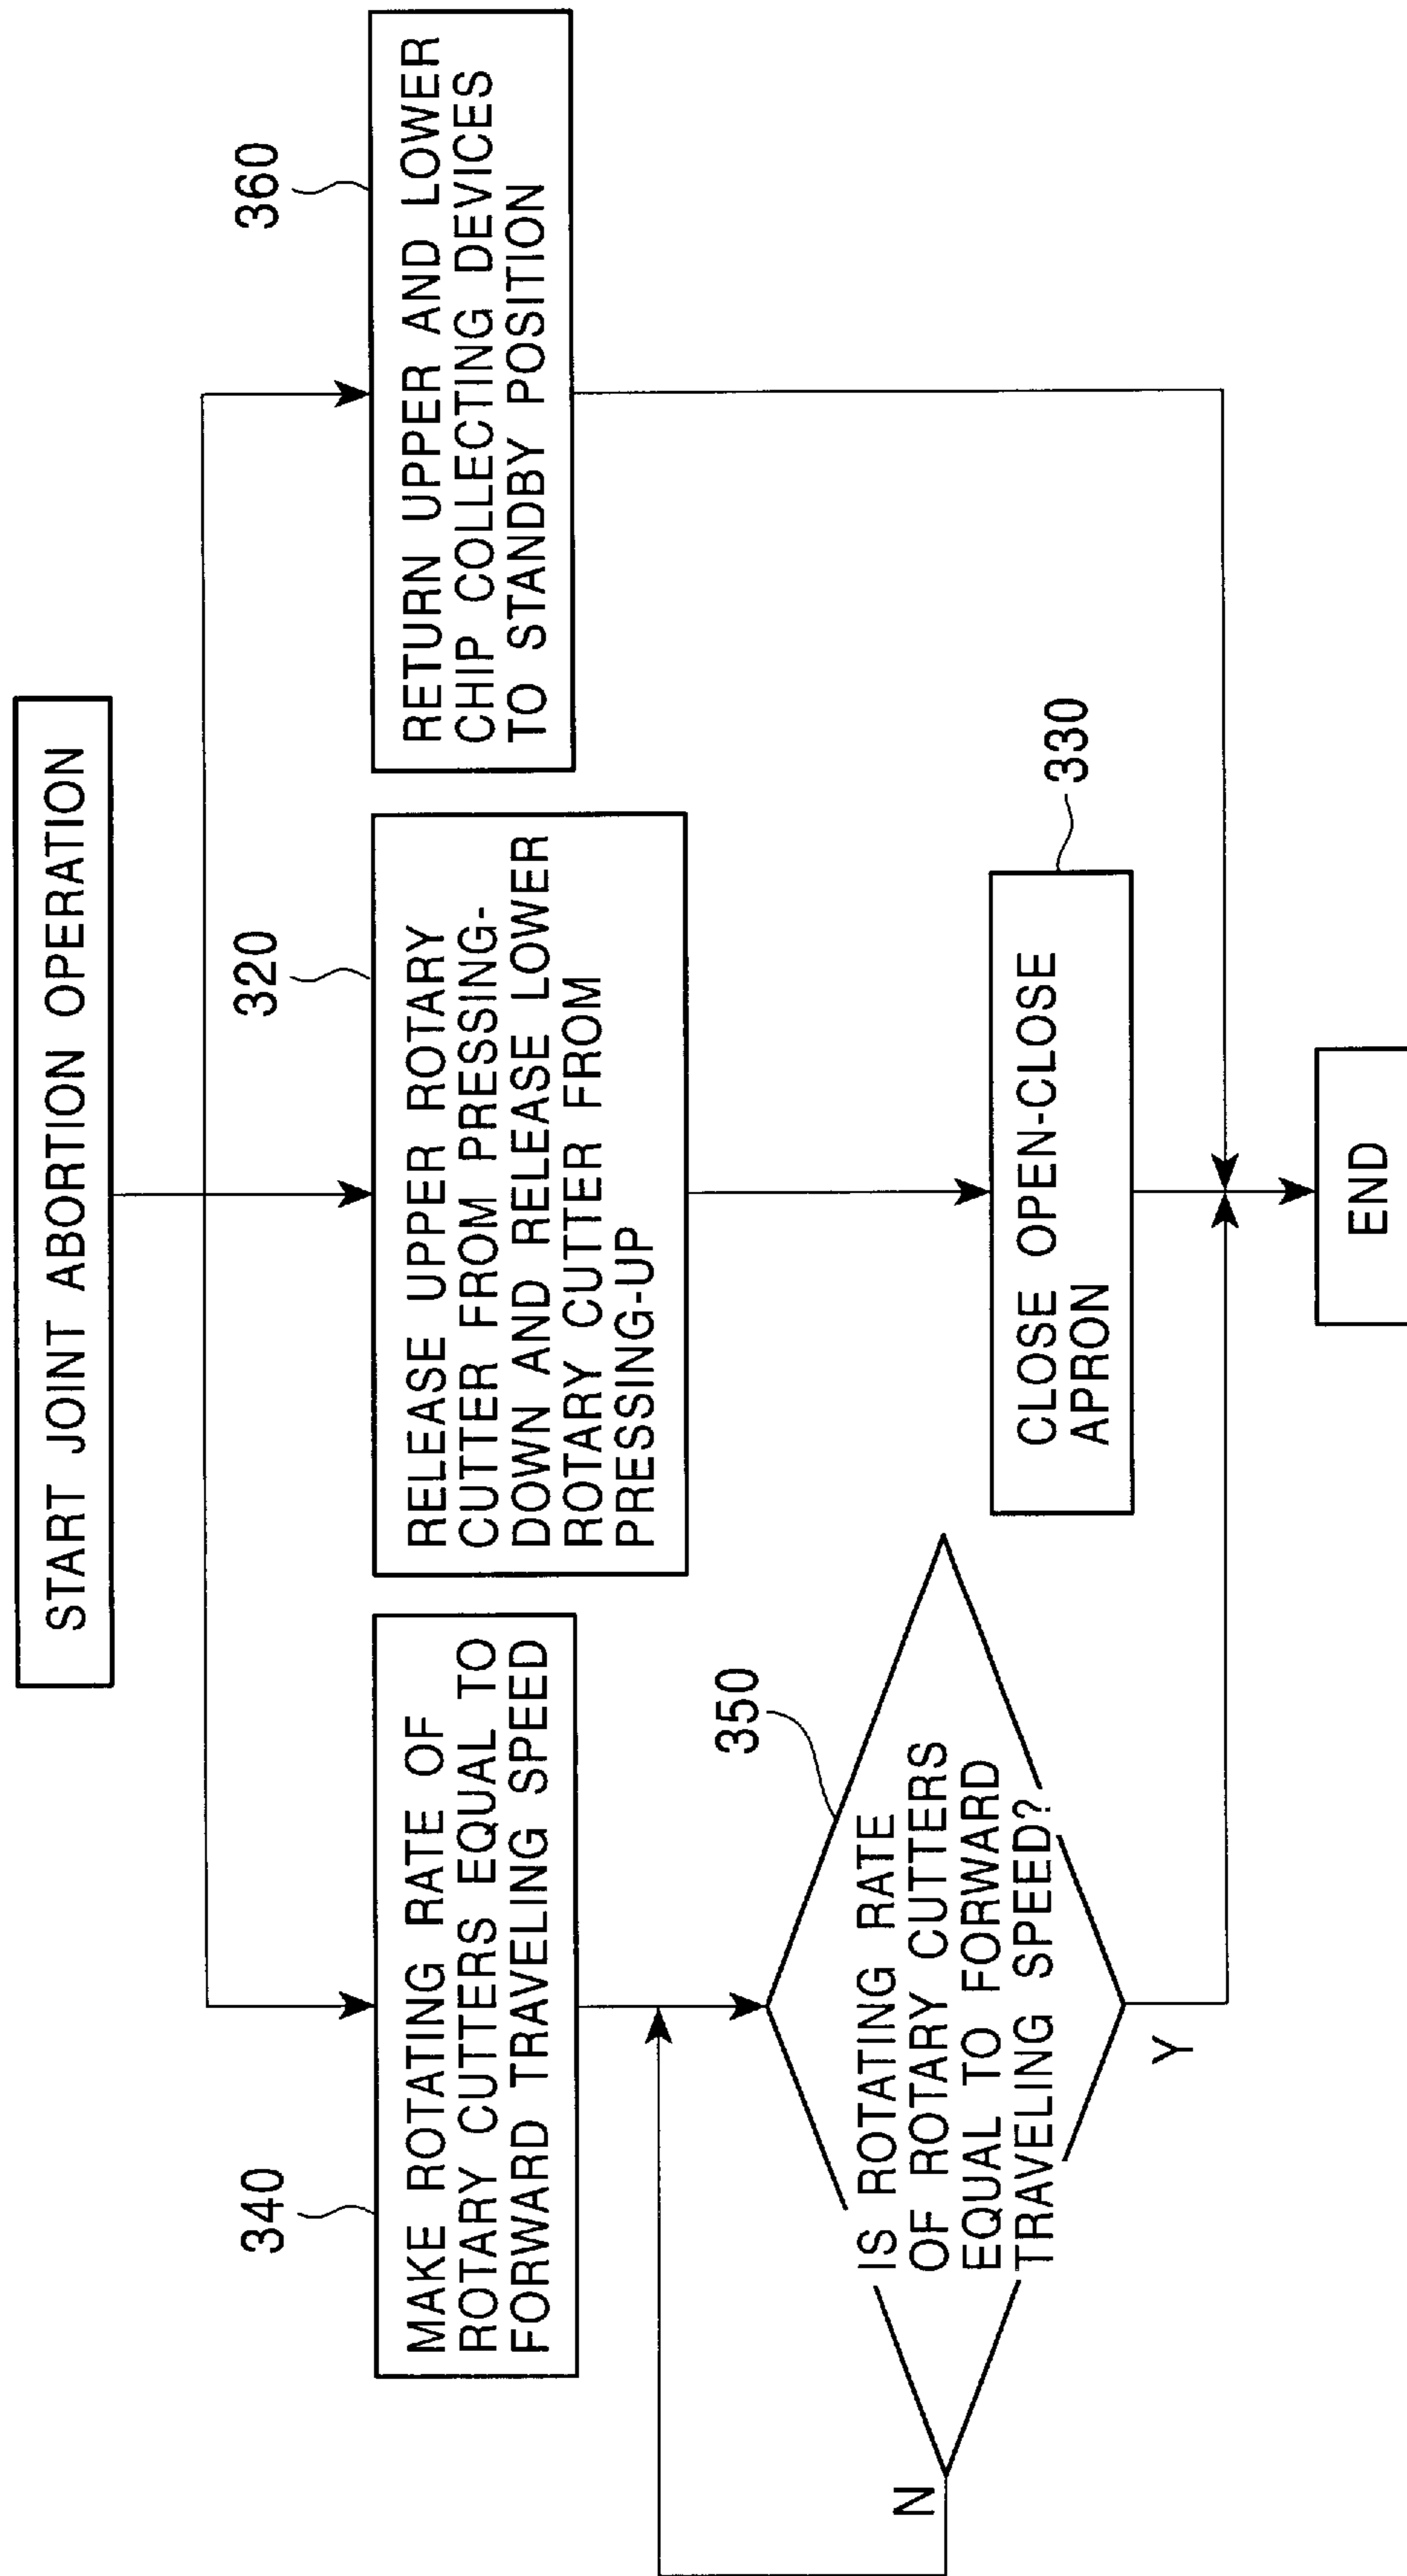 START JOINT ABORTION OPERATION
340
MAKE ROTATING RATE OF
ROTARY CUTTERS EQUAL TO
FORWARD TRAVELING SPEED
320
RELEASE UPPER ROTARY
CUTTER FROM PRESSING-
DOWN AND RELEASE LOWER
ROTARY CUTTER FROM
PRESSING-UP
360
RETURN UPPER AND LOWER
CHIP COLLECTING DEVICES
TO STANDBY POSITION
350
IS ROTATING RATE
OF ROTARY CUTTERS
EQUAL TO FORWARD
TRAVELING SPEED?
N
Y
330
CLOSE OPEN-CLOSE
APRON
END